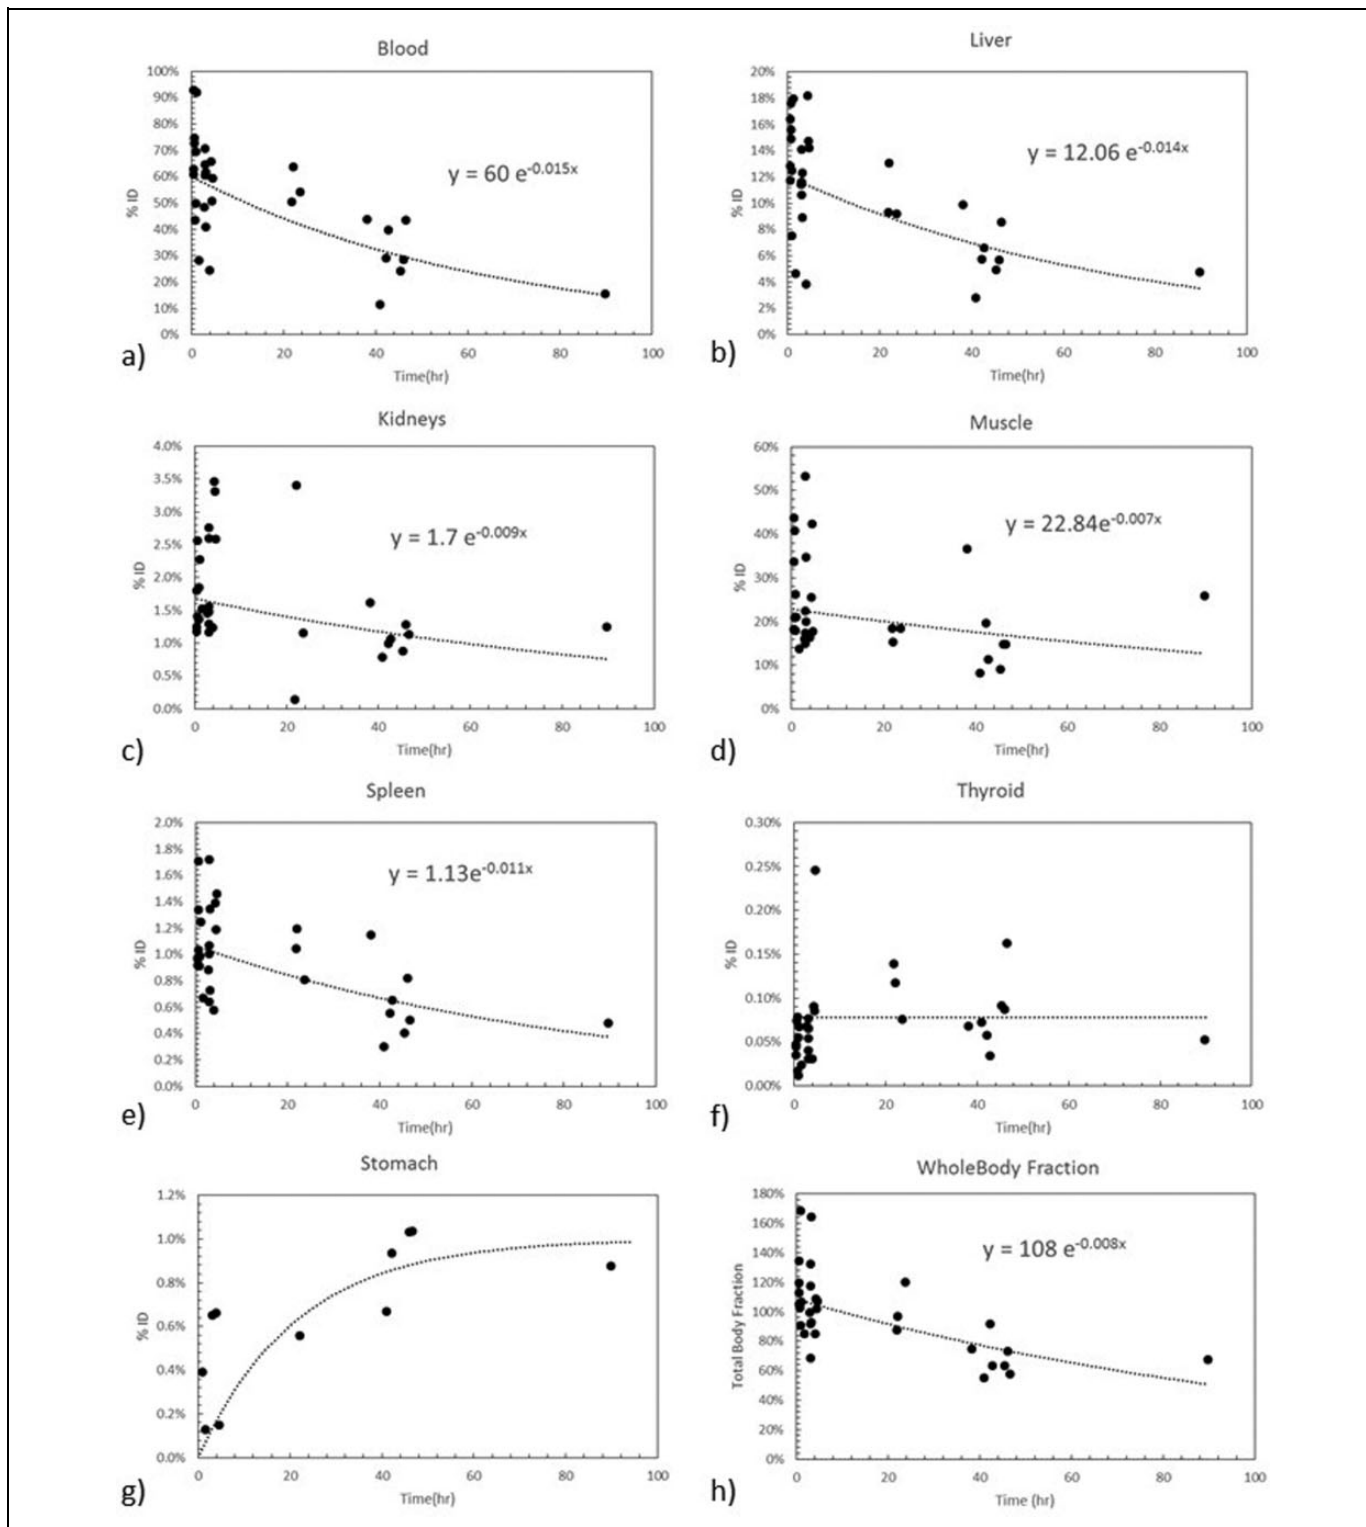 Blood
100%
90%
80%
70%
60%
50%
40%
30%
20%
10%
0%
% ID
y = 60 e^-0.015x
0 20 40 60 80 100
Time(hr)
a)
Liver
20%
18%
16%
14%
12%
10%
8%
6%
4%
2%
0%
% ID
y = 12.06 e^-0.014x
0 20 40 60 80 100
Time(hr)
b)
Kidneys
4.0%
3.5%
3.0%
2.5%
2.0%
1.5%
1.0%
0.5%
0.0%
% ID
y = 1.7 e^-0.009x
0 20 40 60 80 100
Time(hr)
c)
Muscle
60%
50%
40%
30%
20%
10%
0%
% ID
y = 22.84e^-0.007x
0 20 40 60 80 100
Time(hr)
d)
Spleen
2.0%
1.8%
1.6%
1.4%
1.2%
1.0%
0.8%
0.6%
0.4%
0.2%
0.0%
% ID
y = 1.13e^-0.011x
0 20 40 60 80 100
Time(hr)
e)
Thyroid
0.30%
0.25%
0.20%
0.15%
0.10%
0.05%
0.00%
% ID
0 20 40 60 80 100
Time(hr)
f)
Stomach
1.2%
1.0%
0.8%
0.6%
0.4%
0.2%
0.0%
% ID
0 20 40 60 80 100
Time(hr)
g)
WholeBody Fraction
180%
160%
140%
120%
100%
80%
60%
40%
20%
0%
Total Body Fraction
y = 108 e^-0.008x
0 20 40 60 80 100
Time (hr)
h)